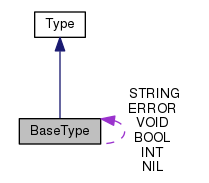 Type
STRING
ERROR
VOID
BOOL
INT
NIL
BaseType